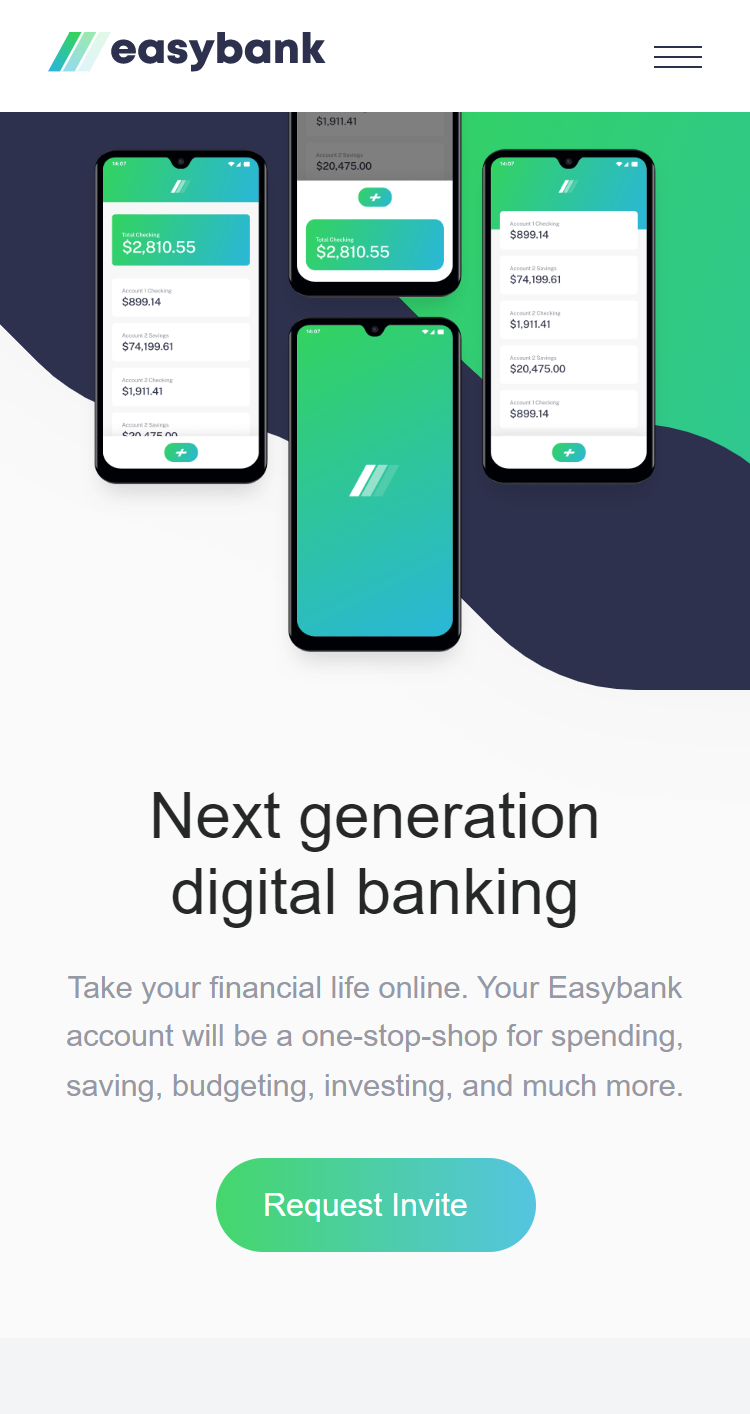 easybank
$1,911.41
Account 2 Savings
$20,475.00
Total Checking
$2,810.55
14:07
Total Checking
$2,810.55
Account 1 Checking
$899.14
Account 2 Savings
$74,199.61
Account 2 Checking
$1,911.41
Account 2 Savings
$20,475.00
14:07
Account 1 Checking
$899.14
Account 2 Savings
$74,199.61
Account 2 Checking
$1,911.41
Account 2 Savings
$20,475.00
Account 1 Checking
$899.14
14:07
Next generation
digital banking
Take your financial life online. Your Easybank
account will be a one-stop-shop for spending,
saving, budgeting, investing, and much more.
Request Invite